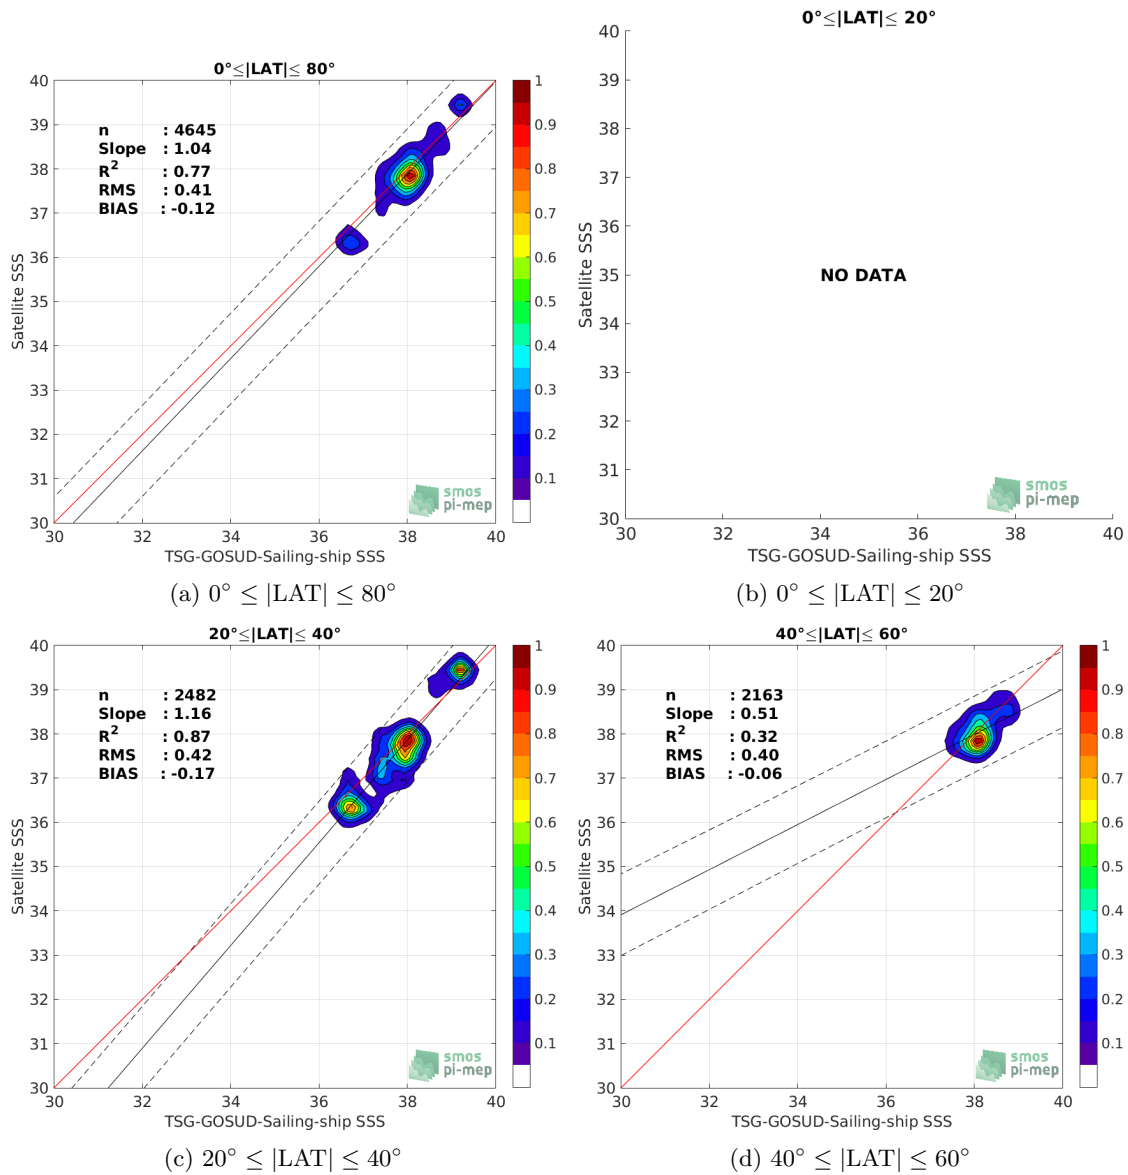 0°≤|LAT|≤ 80°
40
39
38
37
36
35
34
33
32
31
30
Satellite SSS
n : 4645
Slope : 1.04
R² : 0.77
RMS : 0.41
BIAS : -0.12
smos
pi-mep
30 32 34 36 38 40
TSG-GOSUD-Sailing-ship SSS
1
0.9
0.8
0.7
0.6
0.5
0.4
0.3
0.2
0.1
(a) 0° ≤ |LAT| ≤ 80°
0°≤|LAT|≤ 20°
40
39
38
37
36
35
34
33
32
31
30
Satellite SSS
NO DATA
smos
pi-mep
30 32 34 36 38 40
TSG-GOSUD-Sailing-ship SSS
(b) 0° ≤ |LAT| ≤ 20°
20°≤|LAT|≤ 40°
40
39
38
37
36
35
34
33
32
31
30
Satellite SSS
n : 2482
Slope : 1.16
R² : 0.87
RMS : 0.42
BIAS : -0.17
smos
pi-mep
30 32 34 36 38 40
TSG-GOSUD-Sailing-ship SSS
1
0.9
0.8
0.7
0.6
0.5
0.4
0.3
0.2
0.1
(c) 20° ≤ |LAT| ≤ 40°
40°≤|LAT|≤ 60°
40
39
38
37
36
35
34
33
32
31
30
Satellite SSS
n : 2163
Slope : 0.51
R² : 0.32
RMS : 0.40
BIAS : -0.06
smos
pi-mep
30 32 34 36 38 40
TSG-GOSUD-Sailing-ship SSS
1
0.9
0.8
0.7
0.6
0.5
0.4
0.3
0.2
0.1
(d) 40° ≤ |LAT| ≤ 60°